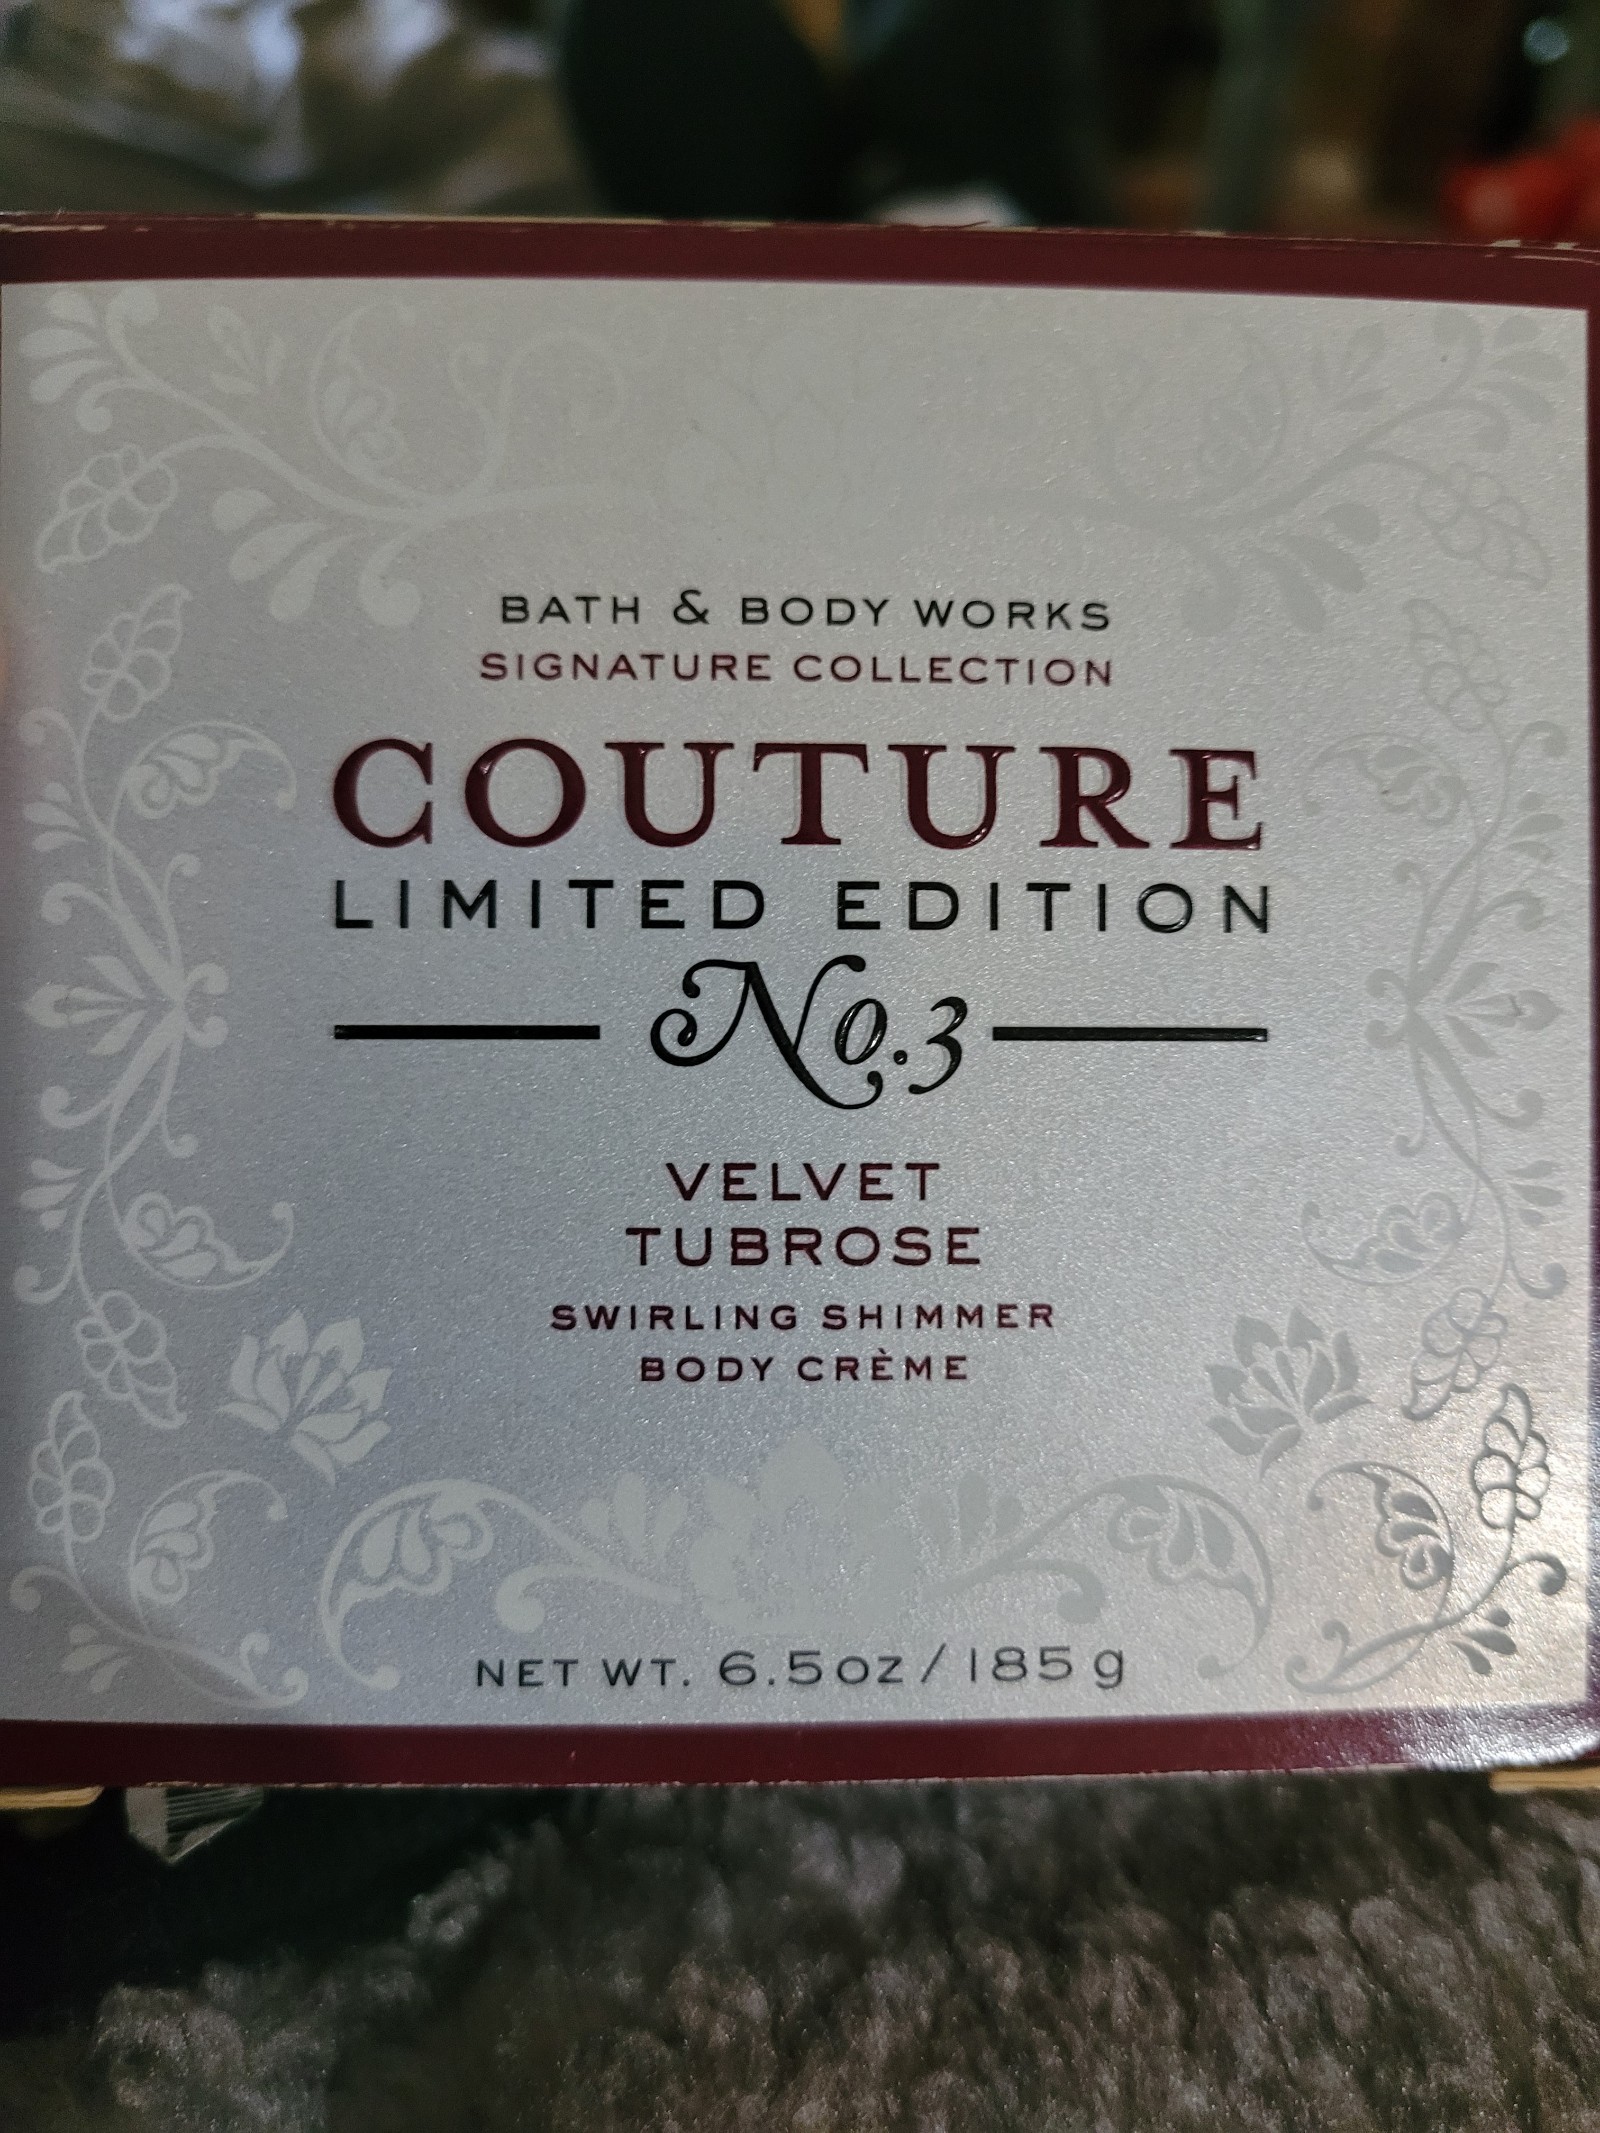 BATH & BODY WORKS
SIGNATURE COLLECTION
COUTURE
LIMITED EDITION
No.3
VELVET
TUBROSE
SWIRLING SHIMMER
BODY CRÈME
NET WT. 6.5oz/185 g